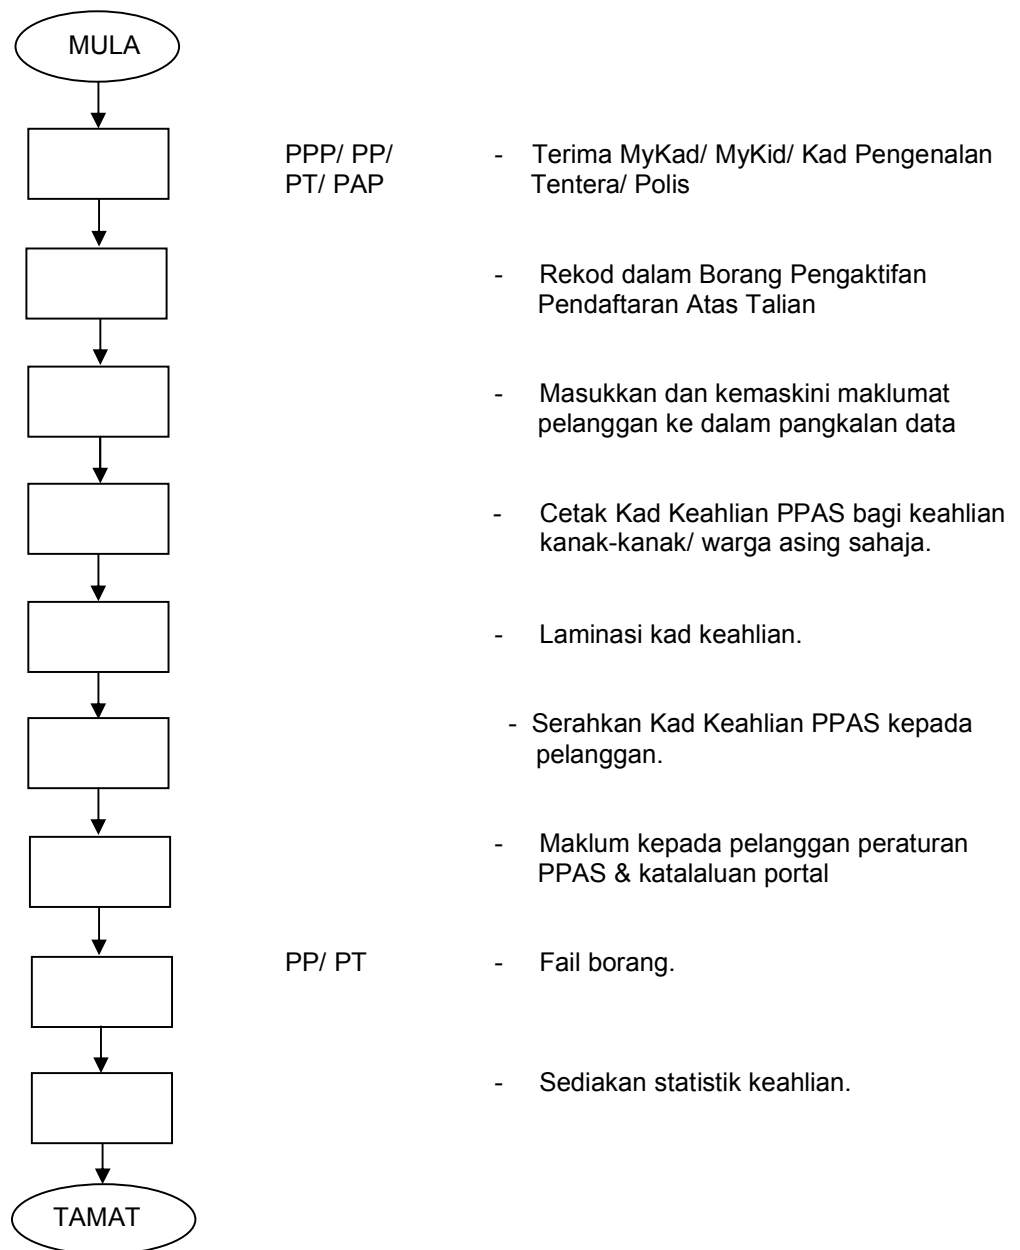 MULA
PPP/ PP/ - Terima MyKad/ MyKid/ Kad Pengenalan
PT/ PAP Tentera/ Polis
- Rekod dalam Borang Pengaktifan
Pendaftaran Atas Talian
- Masukkan dan kemaskini maklumat
pelanggan ke dalam pangkalan data
- Cetak Kad Keahlian PPAS bagi keahlian
kanak-kanak/ warga asing sahaja.
- Laminasi kad keahlian.
- Serahkan Kad Keahlian PPAS kepada
pelanggan.
- Maklum kepada pelanggan peraturan
PPAS & katalaluan portal
PP/ PT - Fail borang.
- Sediakan statistik keahlian.
TAMAT